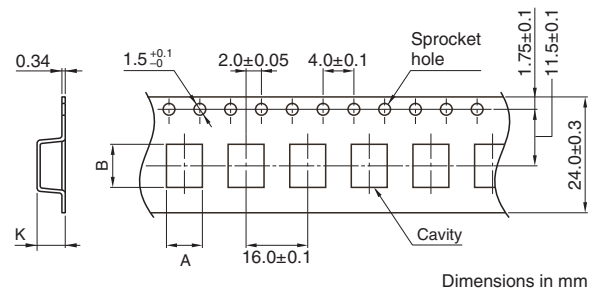 0.34
1.5 +0.1 −0
2.0±0.05
4.0±0.1
Sprocket
hole
1.75±0.1
11.5±0.1
24.0±0.3
B
K
A
16.0±0.1
Cavity
Dimensions in mm